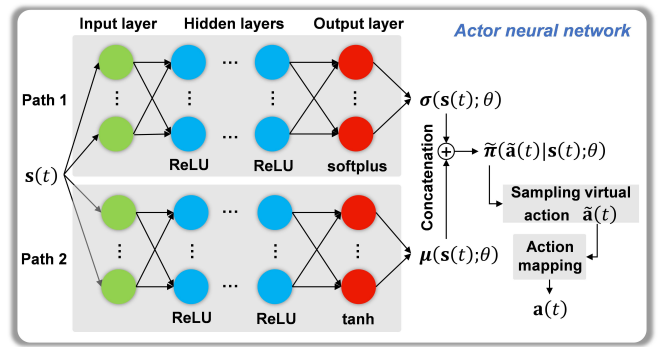 Input layer
Hidden layers
Output layer
Actor neural network
Path 1
...
⋮
⋮
⋮
⋮
...
ReLU
ReLU
softplus
σ(s(t);θ)
s(t)
Concatenation
π̃(ã(t)|s(t);θ)
Sampling virtual
action ã(t)
Path 2
...
⋮
⋮
⋮
⋮
...
ReLU
ReLU
tanh
μ(s(t);θ)
Action
mapping
a(t)